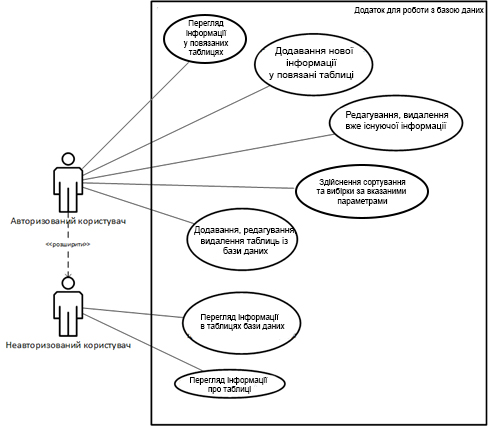 Додаток для роботи з базою даних
Перегляд
Інформації
у повязаних
таблицях
Додавання нової
інформації
у повязані таблиці
Редагування, видалення
вже існуючої інформації
Здійснення сортування
та вибірки за вказаними
параметрами
Авторизований користувач
Додавання, редагування
видалення таблиць із
бази даних
<<розширити>>
Перегляд Інформації
в таблицях бази даних
Неавторизований користувач
Перегляд Інформації
про таблиці